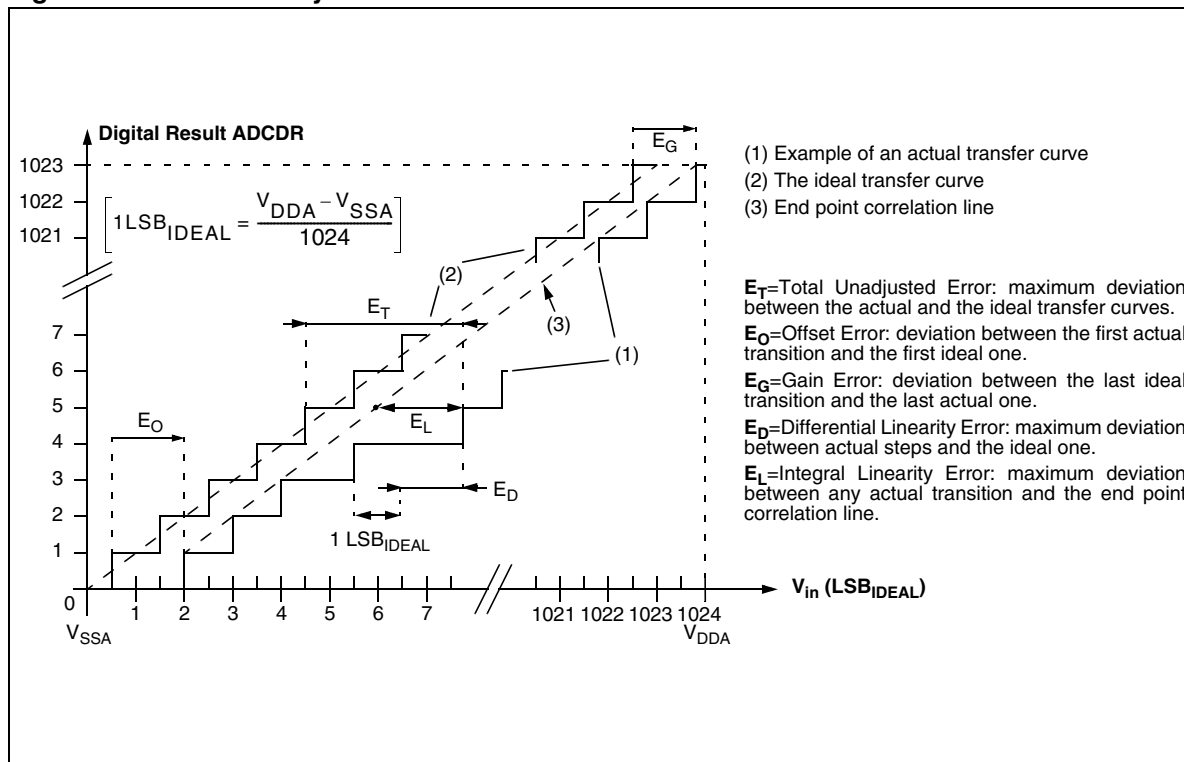 Digital Result ADCDR
1023
1022
1021
7
6
5
4
3
2
1
0
[1LSB_IDEAL = (V_DDA – V_SSA) / 1024]
E_G
(2)
E_T
(3)
(1)
E_O
E_L
E_D
1 LSB_IDEAL
1 2 3 4 5 6 7 1021 1022 1023 1024
V_SSA
V_DDA
V_in (LSB_IDEAL)
(1) Example of an actual transfer curve
(2) The ideal transfer curve
(3) End point correlation line
E_T=Total Unadjusted Error: maximum deviation
between the actual and the ideal transfer curves.
E_O=Offset Error: deviation between the first actual
transition and the first ideal one.
E_G=Gain Error: deviation between the last ideal
transition and the last actual one.
E_D=Differential Linearity Error: maximum deviation
between actual steps and the ideal one.
E_L=Integral Linearity Error: maximum deviation
between any actual transition and the end point
correlation line.